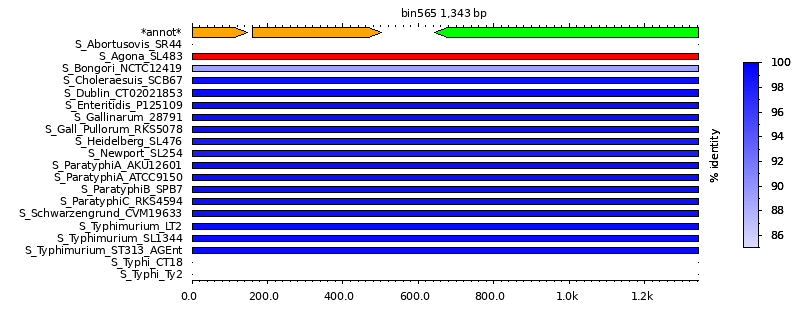 bin565 1,343 bp
*annot*
S_Abortusovis_SR44
S_Agona_SL483
S_Bongori_NCTC12419
S_Choleraesuis_SCB67
S_Dublin_CT02021853
S_Enteritidis_P125109
S_Gallinarum_28791
S_Gall_Pullorum_RKS5078
S_Heidelberg_SL476
S_Newport_SL254
S_ParatyphiA_AKU12601
S_ParatyphiA_ATCC9150
S_ParatyphiB_SPB7
S_ParatyphiC_RKS4594
S_Schwarzengrund_CVM19633
S_Typhimurium_LT2
S_Typhimurium_SL1344
S_Typhimurium_ST313_AGEnt
S_Typhi_CT18
S_Typhi_Ty2
0.0 200.0 400.0 600.0 800.0 1.0k 1.2k
% identity
100
98
96
94
92
90
88
86